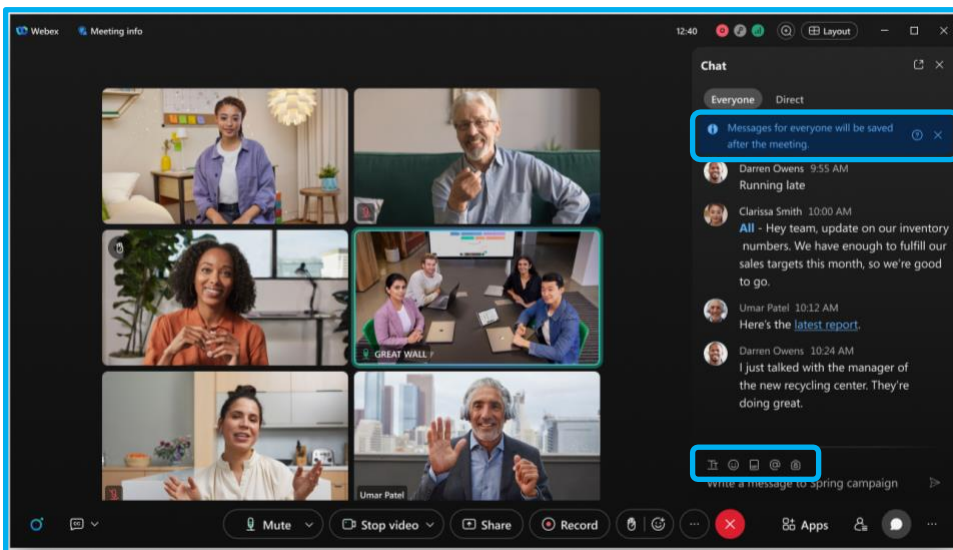 Webex Meeting info 12:40 Layout
Chat
Everyone Direct
Messages for everyone will be saved
after the meeting.
Darren Owens 9:55 AM
Running late
Clarissa Smith 10:00 AM
All - Hey team, update on our inventory
numbers. We have enough to fulfill our
sales targets this month, so we're good
to go.
Umar Patel 10:12 AM
Here's the latest report.
Darren Owens 10:24 AM
I just talked with the manager of
the new recycling center. They're
doing great.
GREAT WALL
Umar Patel
Write a message to Spring campaign
Mute Stop video Share Record Apps